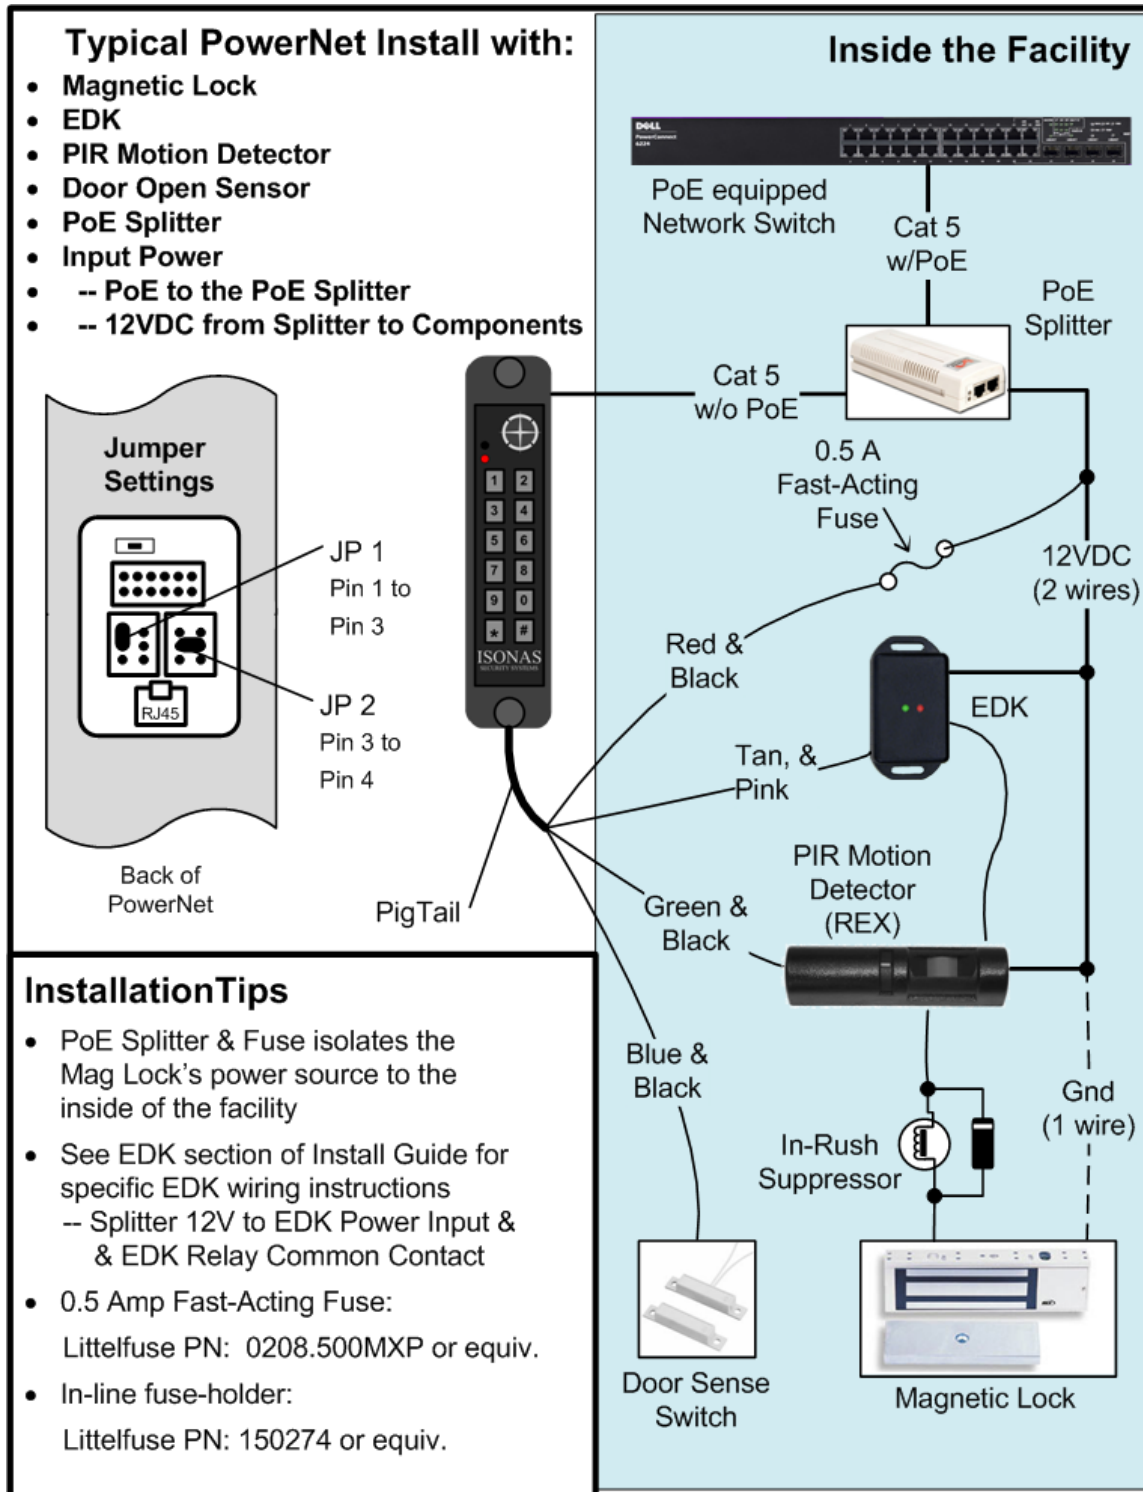 Typical PowerNet Install with:
• Magnetic Lock
• EDK
• PIR Motion Detector
• Door Open Sensor
• PoE Splitter
• Input Power
• -- PoE to the PoE Splitter
• -- 12VDC from Splitter to Components
Jumper
Settings
JP 1
Pin 1 to
Pin 3
JP 2
Pin 3 to
Pin 4
RJ45
Back of
PowerNet
1 2
3 4
5 6
7 8
9 0
* #
ISONAS
SECURITY SYSTEMS
PigTail
Inside the Facility
DELL
PowerConnect
6224
PoE equipped
Network Switch
Cat 5
w/PoE
PoE
Splitter
Cat 5
w/o PoE
0.5 A
Fast-Acting
Fuse
12VDC
(2 wires)
Red &
Black
EDK
Tan, &
Pink
PIR Motion
Detector
(REX)
Green &
Black
Blue &
Black
Gnd
(1 wire)
In-Rush
Suppressor
Door Sense
Switch
Magnetic Lock
InstallationTips
• PoE Splitter & Fuse isolates the
Mag Lock's power source to the
inside of the facility
• See EDK section of Install Guide for
specific EDK wiring instructions
-- Splitter 12V to EDK Power Input &
& EDK Relay Common Contact
• 0.5 Amp Fast-Acting Fuse:
Littelfuse PN: 0208.500MXP or equiv.
• In-line fuse-holder:
Littelfuse PN: 150274 or equiv.